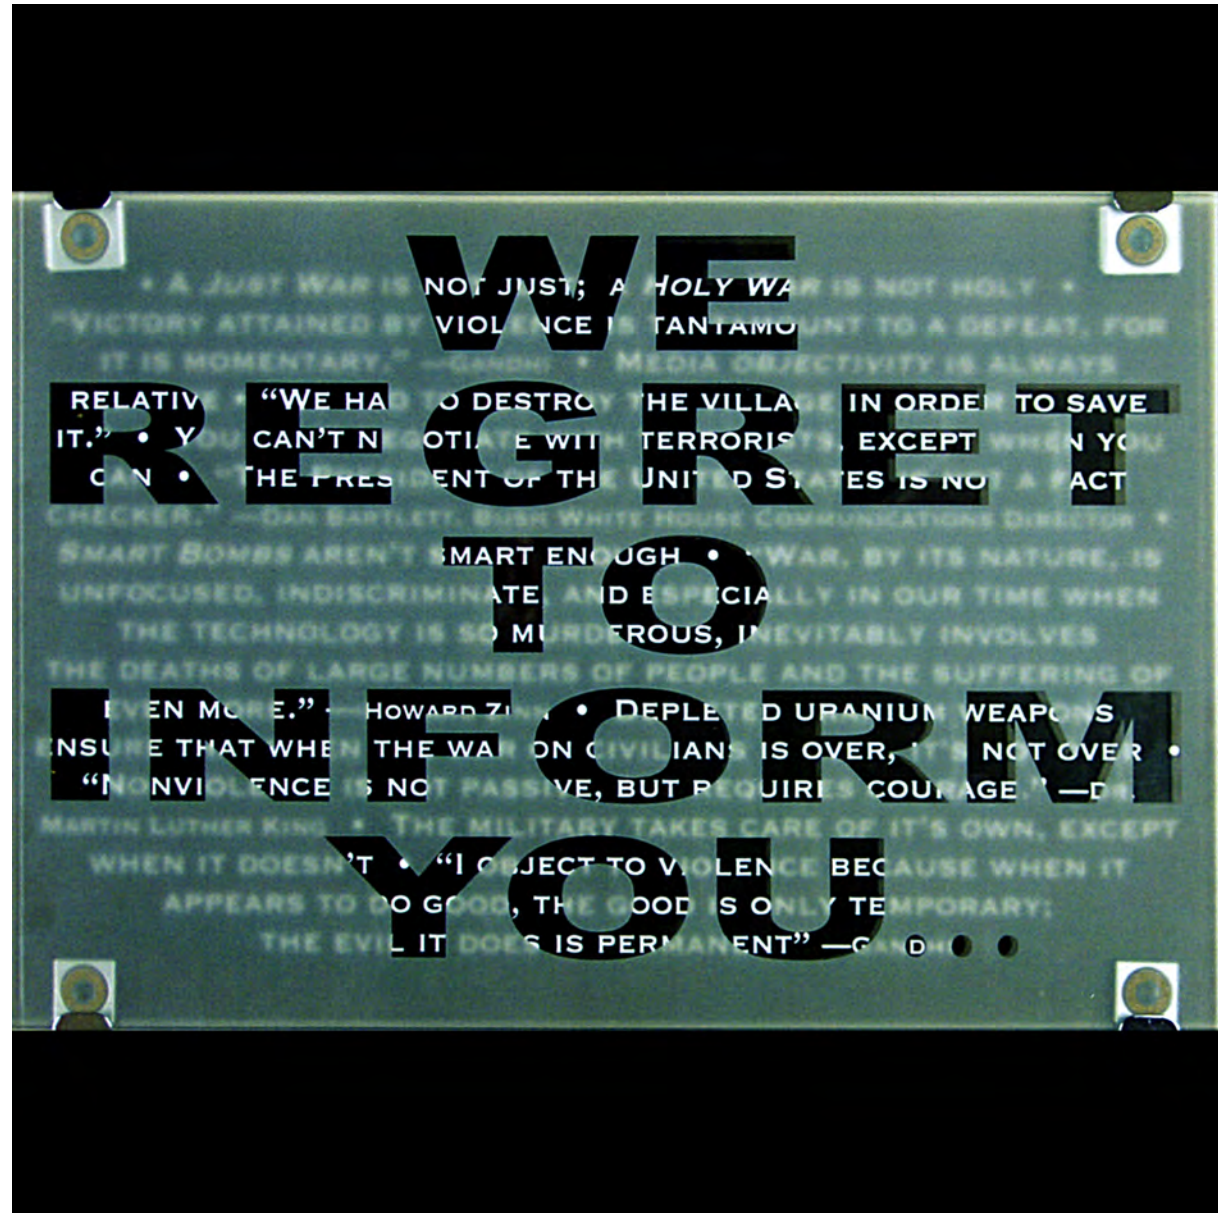 WE
REGRET
TO
INFORM
YOU...
• A JUST WAR IS NOT JUST; A HOLY WAR IS NOT HOLY •
“VICTORY ATTAINED BY VIOLENCE IS TANTAMOUNT TO A DEFEAT, FOR
IT IS MOMENTARY.” —GANDHI • MEDIA OBJECTIVITY IS ALWAYS
RELATIVE • “WE HAD TO DESTROY THE VILLAGE IN ORDER TO SAVE
IT.” • YOU CAN’T NEGOTIATE WITH TERRORISTS, EXCEPT WHEN YOU
CAN • “THE PRESIDENT OF THE UNITED STATES IS NOT A FACT
CHECKER.” —DAN BARTLETT, BUSH WHITE HOUSE COMMUNICATIONS DIRECTOR •
SMART BOMBS AREN’T SMART ENOUGH • “WAR, BY ITS NATURE, IS
UNFOCUSED, INDISCRIMINATE, AND ESPECIALLY IN OUR TIME WHEN
THE TECHNOLOGY IS SO MURDEROUS, INEVITABLY INVOLVES
THE DEATHS OF LARGE NUMBERS OF PEOPLE AND THE SUFFERING OF
EVEN MORE.” — HOWARD ZINN • DEPLETED URANIUM WEAPONS
ENSURE THAT WHEN THE WAR ON CIVILIANS IS OVER, IT’S NOT OVER •
“NONVIOLENCE IS NOT PASSIVE, BUT REQUIRES COURAGE.” —DR.
MARTIN LUTHER KING • THE MILITARY TAKES CARE OF IT’S OWN, EXCEPT
WHEN IT DOESN’T • “I OBJECT TO VIOLENCE BECAUSE WHEN IT
APPEARS TO DO GOOD, THE GOOD IS ONLY TEMPORARY;
THE EVIL IT DOES IS PERMANENT” —GANDHI